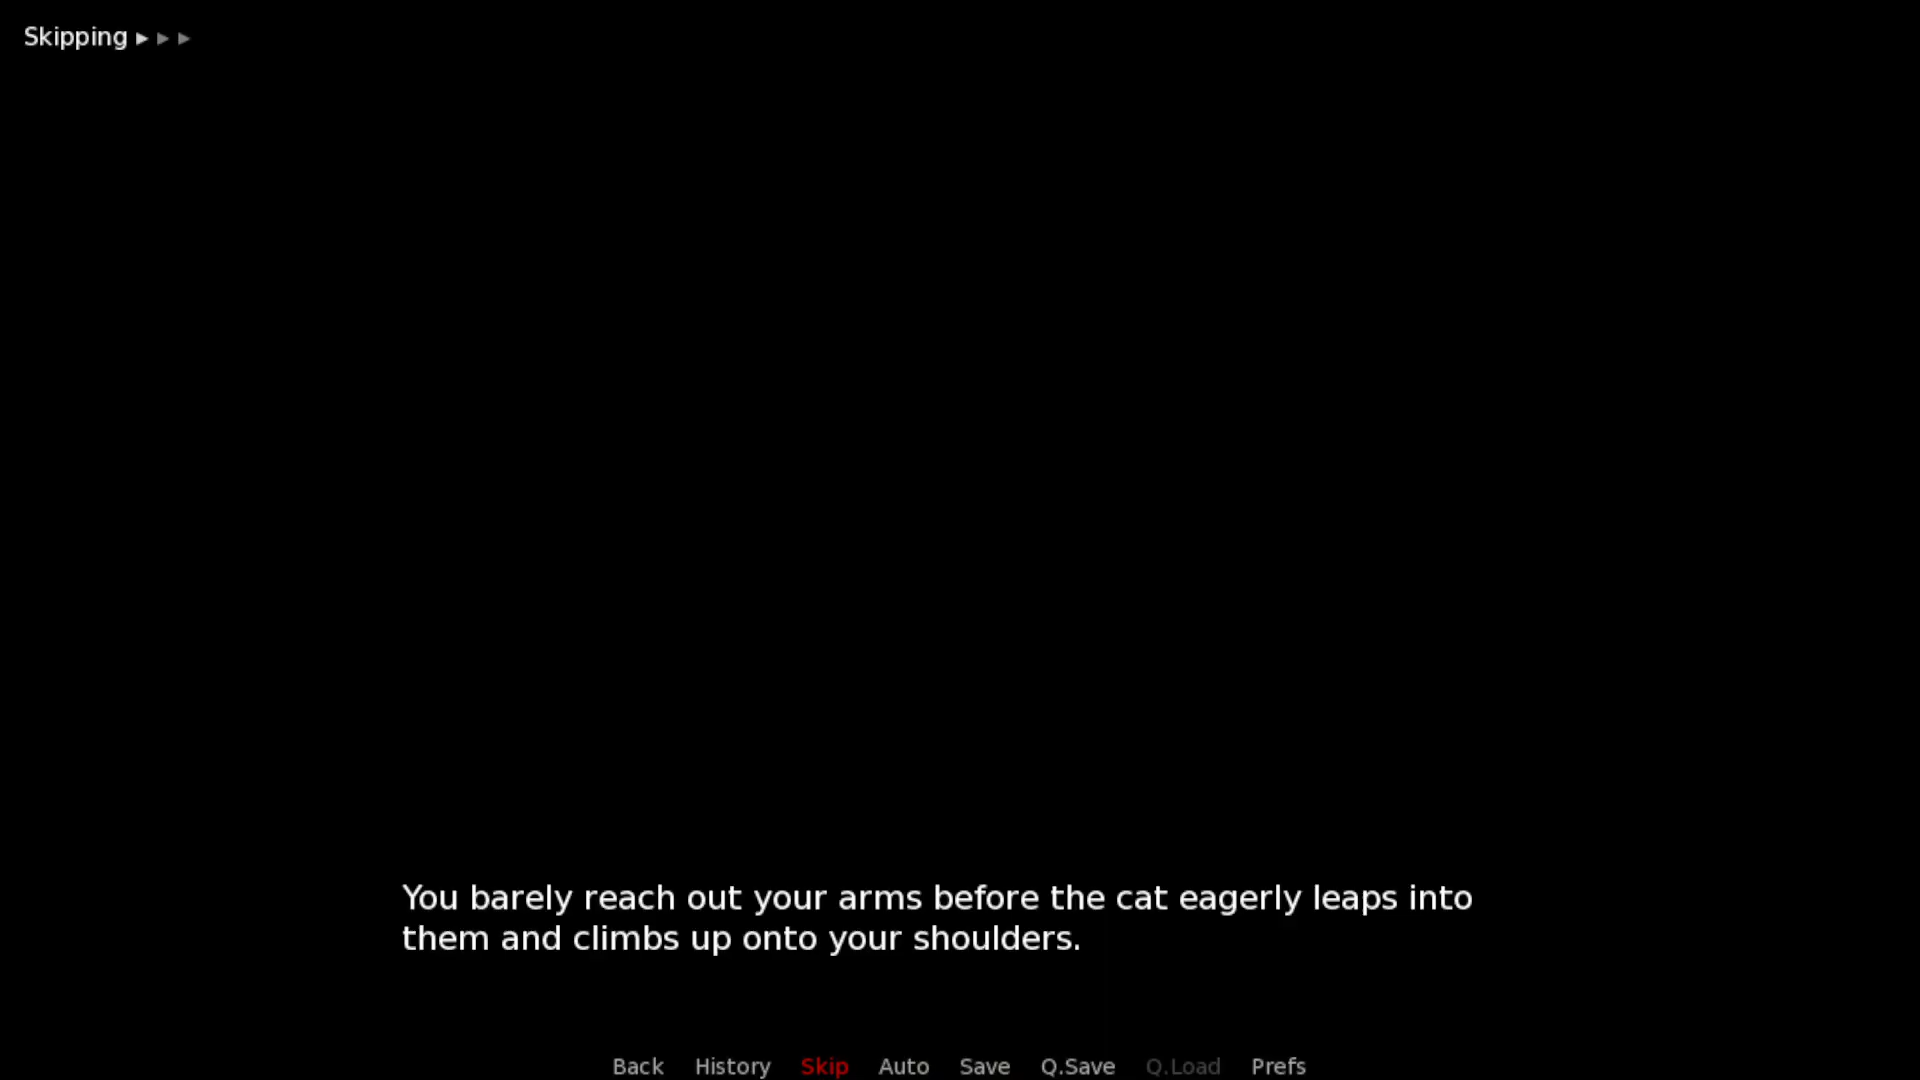 Skipping ▸ ▸ ▸
You barely reach out your arms before the cat eagerly leaps into
them and climbs up onto your shoulders.
Back History Skip Auto Save Q.Save Q.Load Prefs